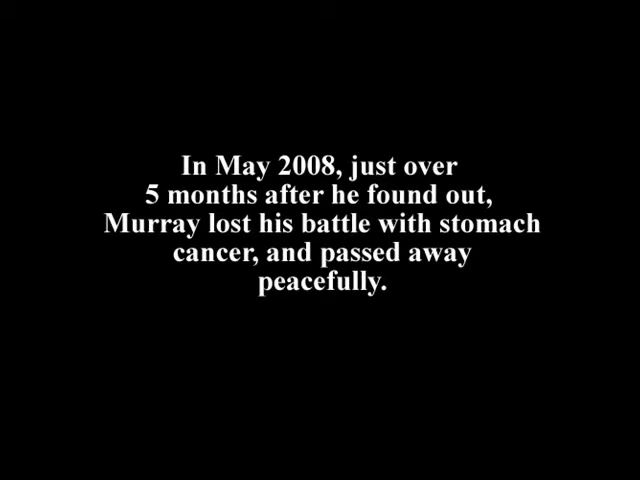 In May 2008, just over
5 months after he found out,
Murray lost his battle with stomach
cancer, and passed away
peacefully.